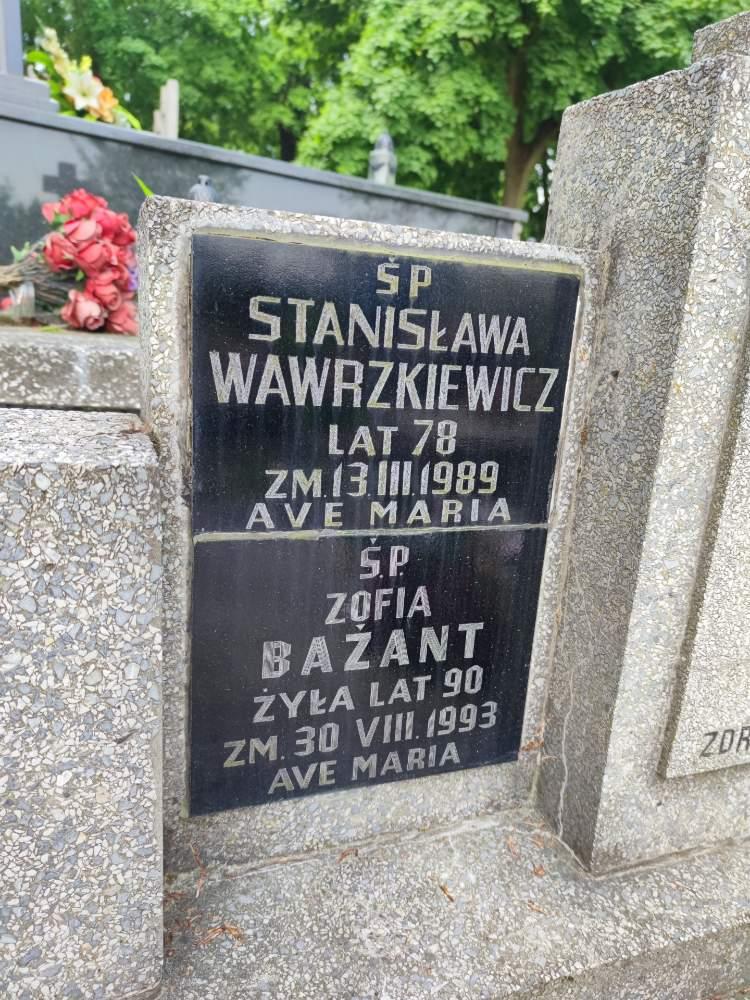 ŚP
STANISŁAWA
WAWRZKIEWICZ
LAT 78
ZM. 13.III.1989
AVE MARIA
Ś.P.
ZOFIA
BAŻANT
ŻYŁA LAT 90
ZM. 30 VIII. 1993
AVE MARIA
ZDR